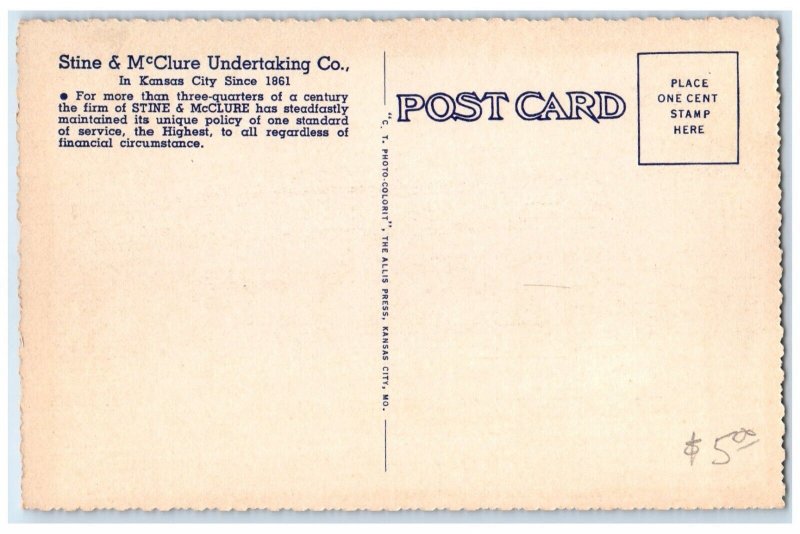 Stine & McClure Undertaking Co.,
In Kansas City Since 1861
• For more than three-quarters of a century
the firm of STINE & McCLURE has steadfastly
maintained its unique policy of one standard
of service, the Highest, to all regardless of
financial circumstance.
"C. T. PHOTO-COLORIT", THE ALLIS PRESS, KANSAS CITY, MO.
POST CARD
PLACE
ONE CENT
STAMP
HERE
$ 5.00